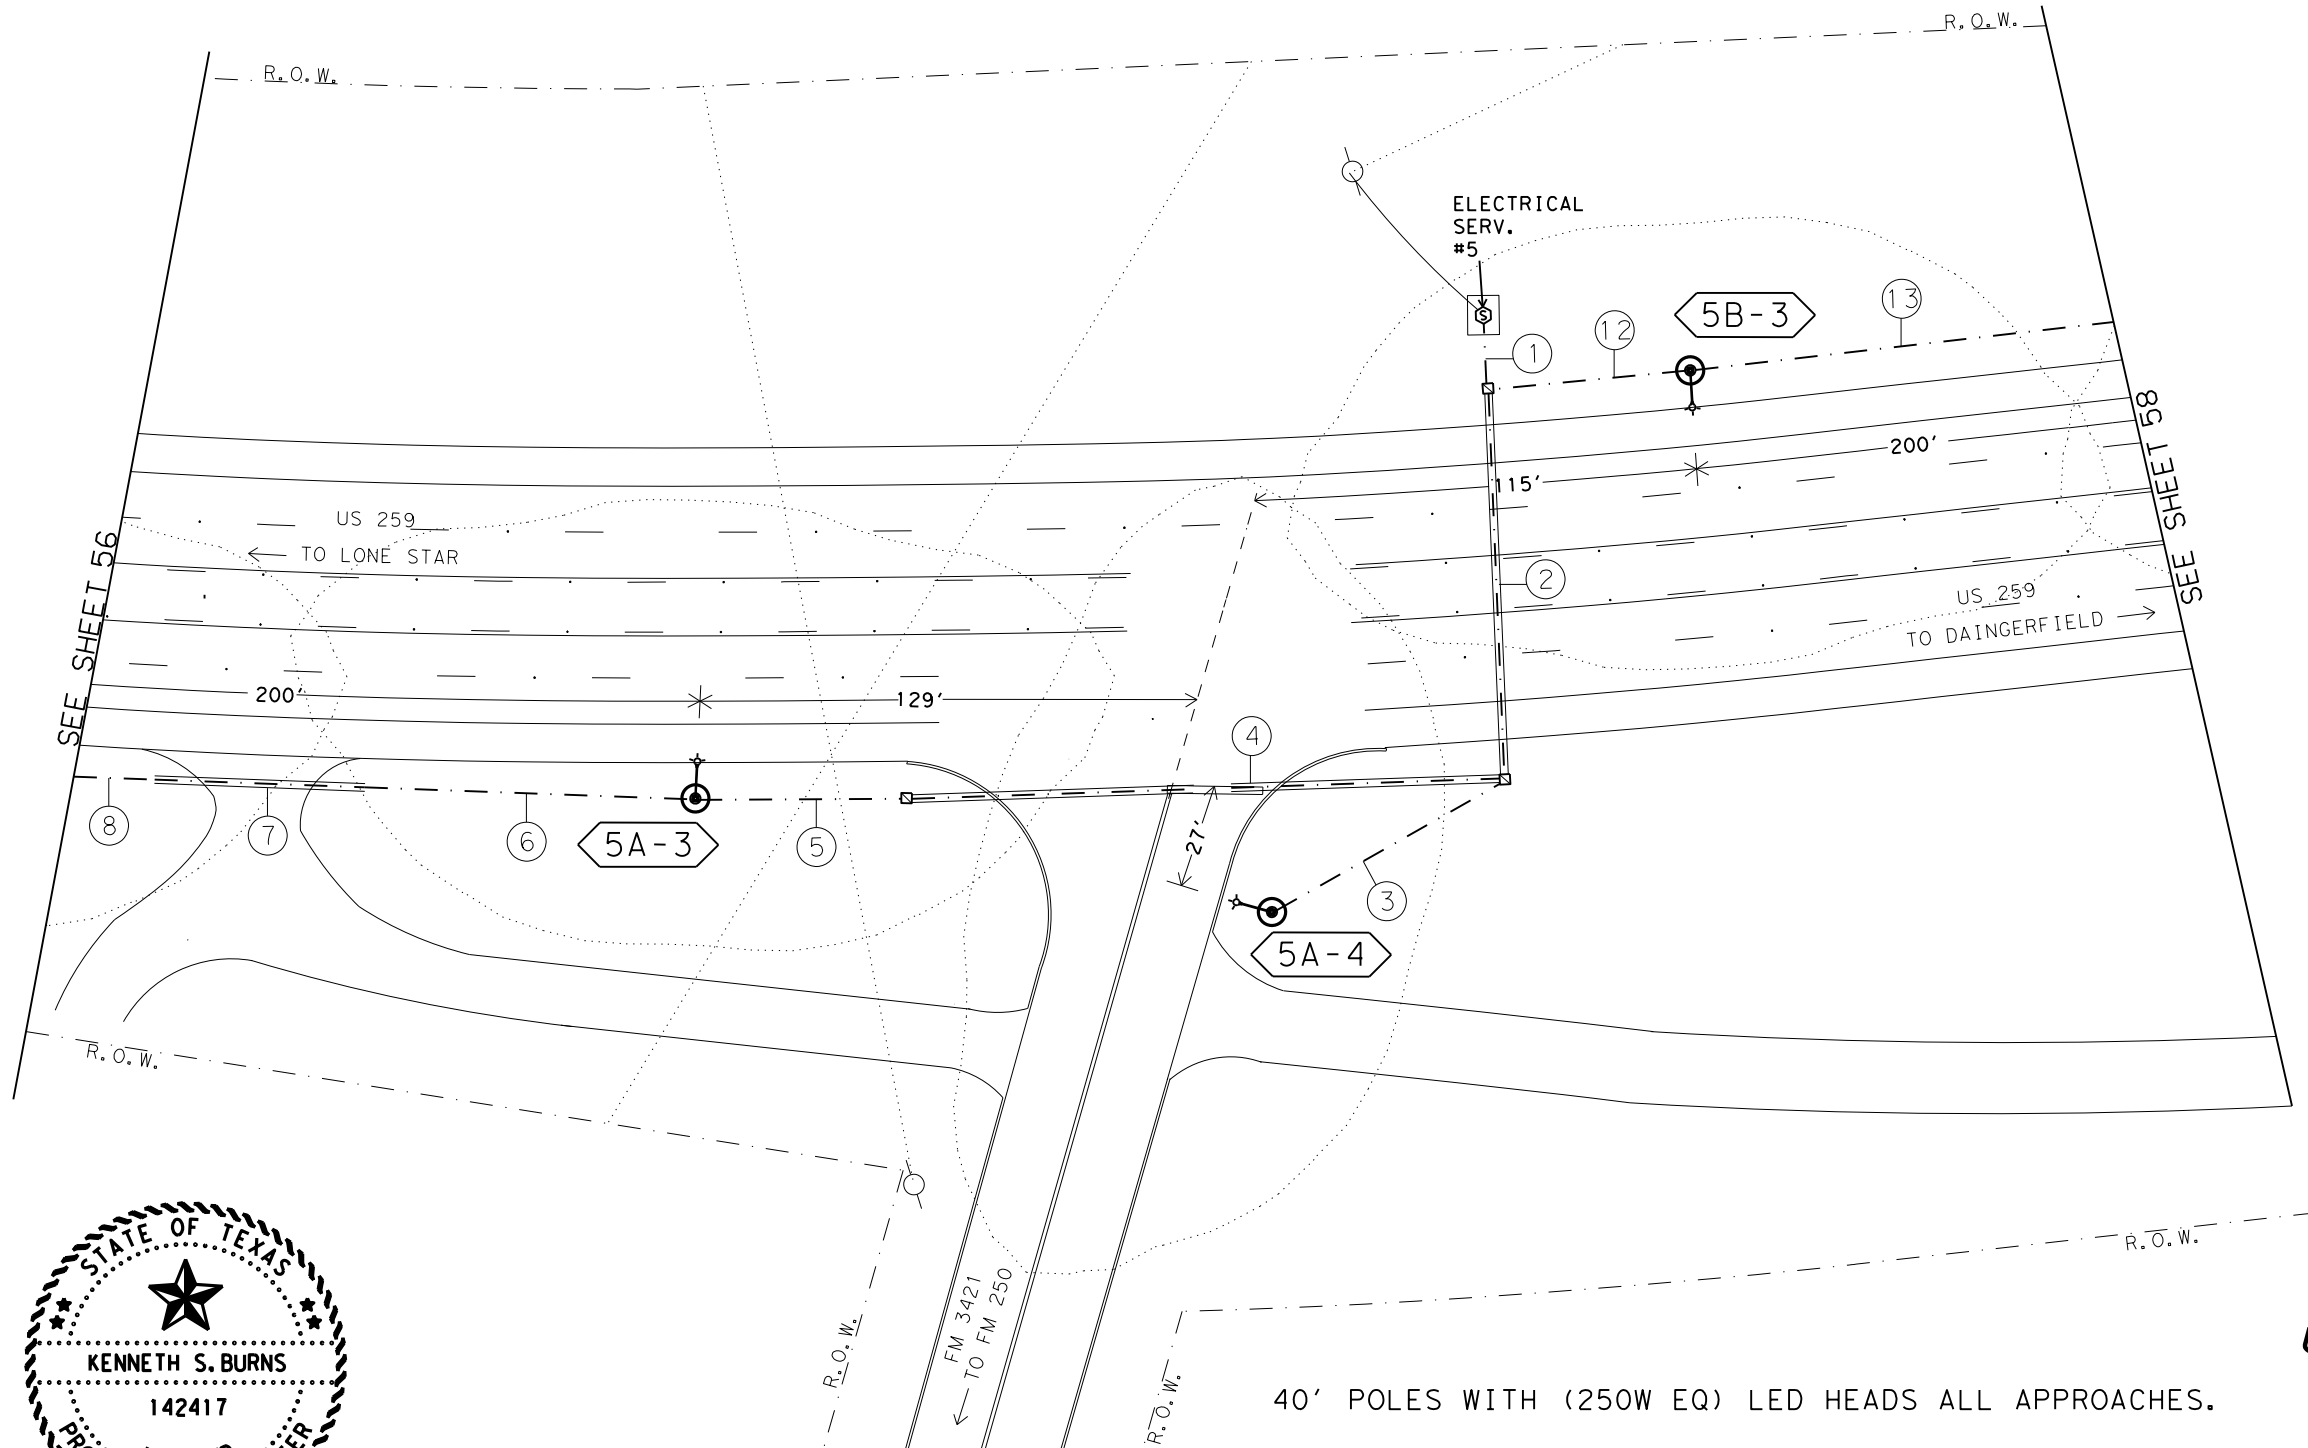 R.O.W.
R.O.W.
ELECTRICAL
SERV.
#5
S
1
12
5B-3
13
SEE SHEET 56
SEE SHEET 58
US 259
TO LONE STAR
115'
200'
2
US 259
TO DAINGERFIELD
200'
129'
4
27'
8
7
6
5A-3
5
3
5A-4
R.O.W.
R.O.W.
R.O.W.
R.O.W.
FM 3421
TO FM 250
STATE OF TEXAS
KENNETH S. BURNS
142417
40' POLES WITH (250W EQ) LED HEADS ALL APPROACHES.